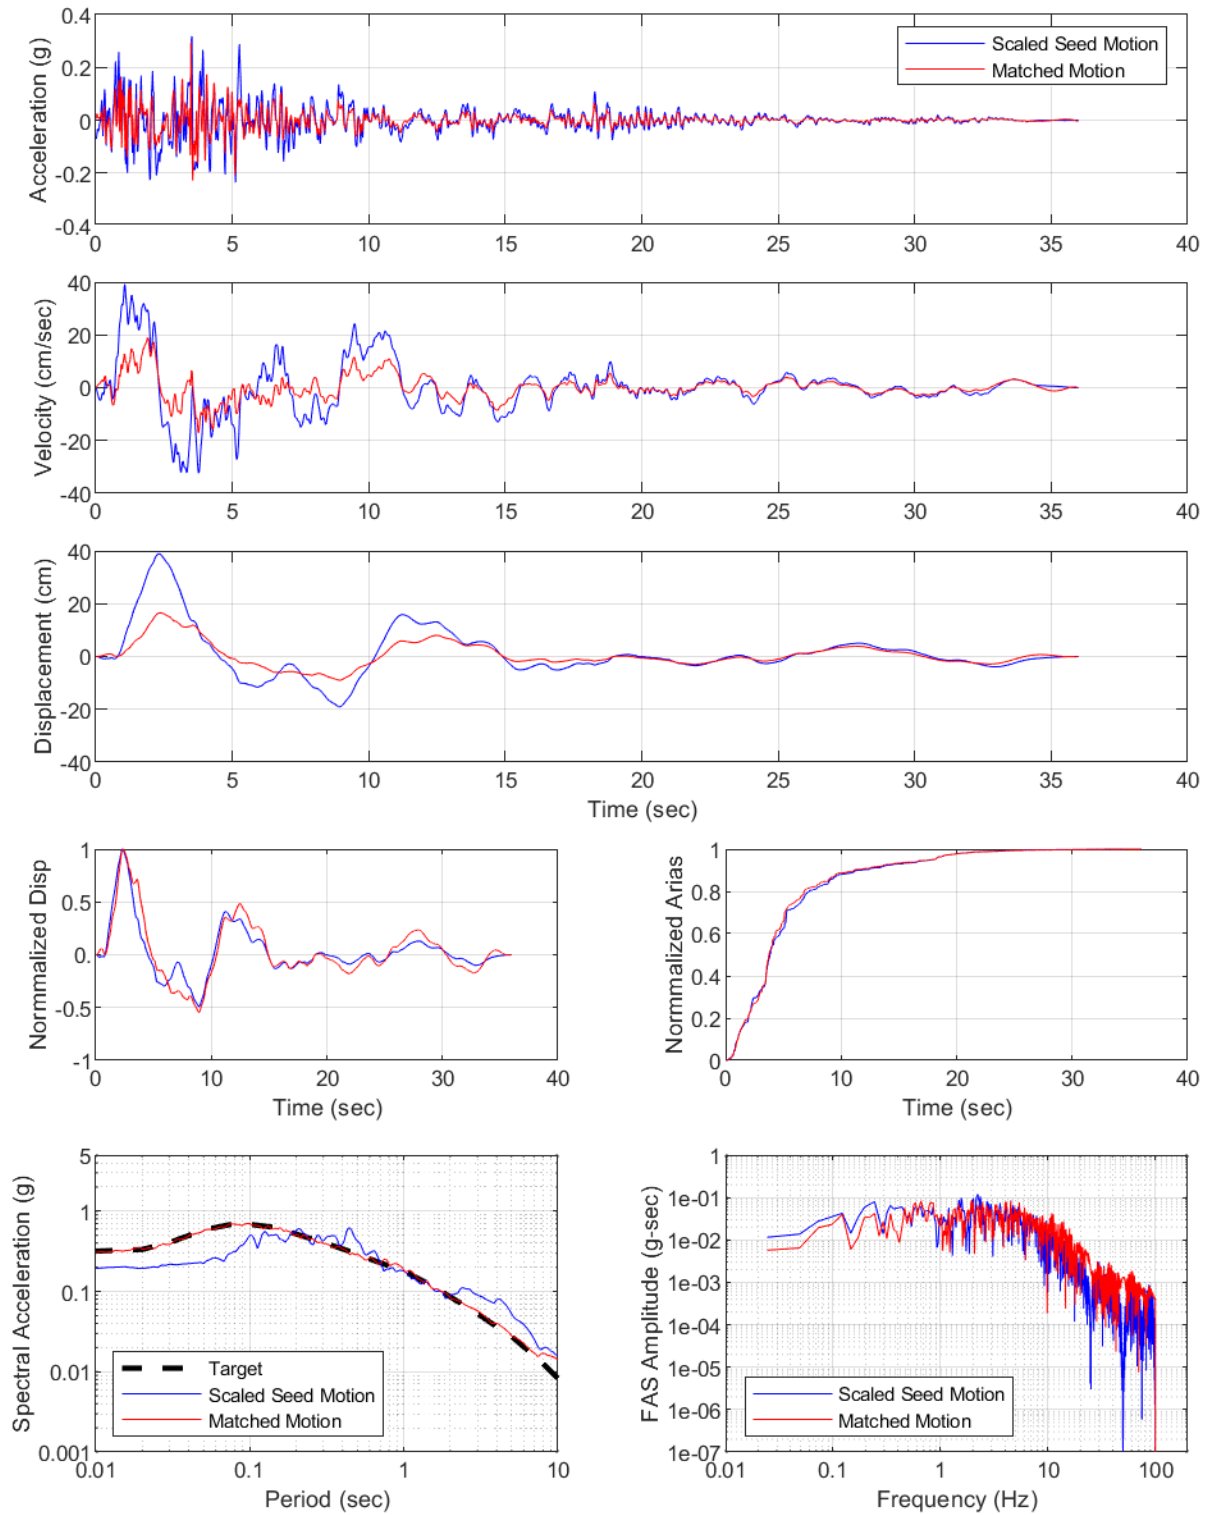 0.4
0.2
0
-0.2
-0.4
Acceleration (g)
Scaled Seed Motion
Matched Motion
0 5 10 15 20 25 30 35 40
40
20
0
-20
-40
Velocity (cm/sec)
0 5 10 15 20 25 30 35 40
40
20
0
-20
-40
Displacement (cm)
0 5 10 15 20 25 30 35 40
Time (sec)
1
0.5
0
-0.5
-1
Normmalized Disp
0 10 20 30 40
Time (sec)
1
0.8
0.6
0.4
0.2
0
Normmalized Arias
0 10 20 30 40
Time (sec)
5
1
0.1
0.01
0.001
Spectral Acceleration (g)
Target
Scaled Seed Motion
Matched Motion
0.01 0.1 1 10
Period (sec)
1
1e-01
1e-02
1e-03
1e-04
1e-05
1e-06
1e-07
FAS Amplitude (g-sec)
Scaled Seed Motion
Matched Motion
0.01 0.1 1 10 100
Frequency (Hz)